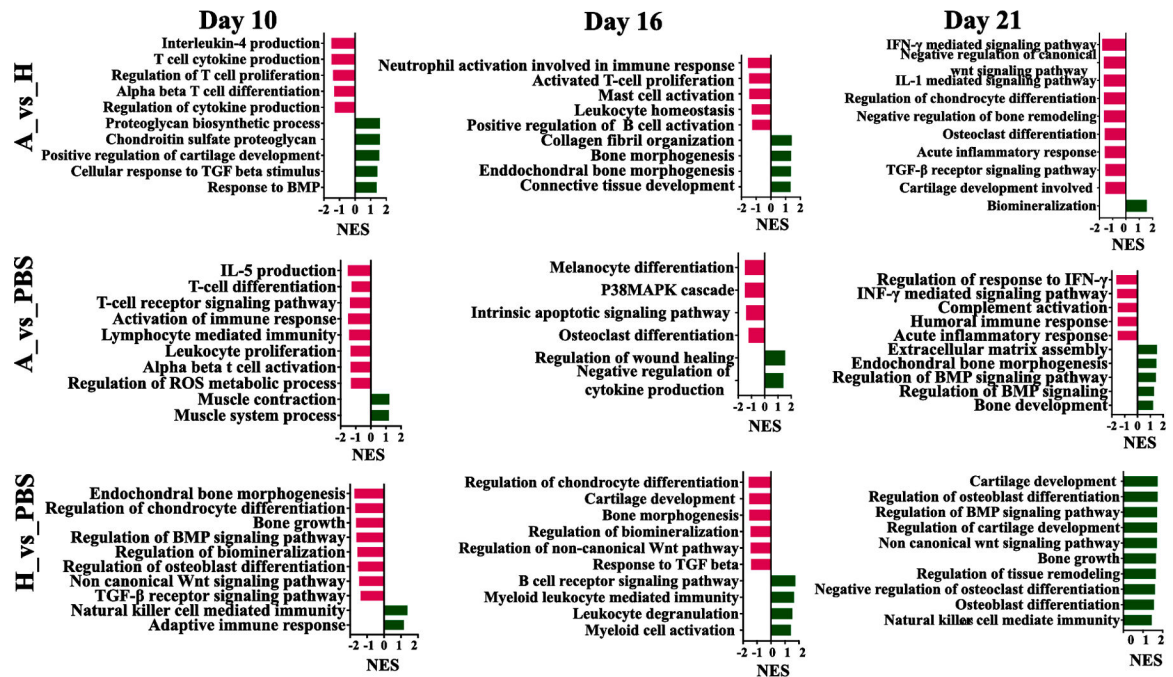 Day 10
Day 16
Day 21
A_vs_H
Interleukin-4 production
T cell cytokine production
Regulation of T cell proliferation
Alpha beta T cell differentiation
Regulation of cytokine production
Proteoglycan biosynthetic process
Chondroitin sulfate proteoglycan
Positive regulation of cartilage development
Cellular response to TGF beta stimulus
Response to BMP
-2 -1 0 1 2
NES
Neutrophil activation involved in immune response
Activated T-cell proliferation
Mast cell activation
Leukocyte homeostasis
Positive regulation of B cell activation
Collagen fibril organization
Bone morphogenesis
Enddochondral bone morphogenesis
Connective tissue development
-2 -1 0 1 2
NES
IFN-γ mediated signaling pathway
Negative regulation of canonical
wnt signaling pathway
IL-1 mediated signaling pathway
Regulation of chondrocyte differentiation
Negative regulation of bone remodeling
Osteoclast differentiation
Acute inflammatory response
TGF-β receptor signaling pathway
Cartilage development involved
Biomineralization
-2 -1 0 1 2
NES
A_vs_PBS
IL-5 production
T-cell differentiation
T-cell receptor signaling pathway
Activation of immune response
Lymphocyte mediated immunity
Leukocyte proliferation
Alpha beta t cell activation
Regulation of ROS metabolic process
Muscle contraction
Muscle system process
-2 -1 0 1 2
NES
Melanocyte differentiation
P38MAPK cascade
Intrinsic apoptotic signaling pathway
Osteoclast differentiation
Regulation of wound healing
Negative regulation of
cytokine production
-2 -1 0 1 2
NES
Regulation of response to IFN-γ
INF-γ mediated signaling pathway
Complement activation
Humoral immune response
Acute inflammatory response
Extracellular matrix assembly
Endochondral bone morphogenesis
Regulation of BMP signaling pathway
Regulation of BMP signaling
Bone development
-2 -1 0 1 2
NES
H_vs_PBS
Endochondral bone morphogenesis
Regulation of chondrocyte differentiation
Bone growth
Regulation of BMP signaling pathway
Regulation of biomineralization
Regulation of osteoblast differentiation
Non canonical Wnt signaling pathway
TGF-β receptor signaling pathway
Natural killer cell mediated immunity
Adaptive immune response
-2 -1 0 1 2
NES
Regulation of chondrocyte differentiation
Cartilage development
Bone morphogenesis
Regulation of biomineralization
Regulation of non-canonical Wnt pathway
Response to TGF beta
B cell receptor signaling pathway
Myeloid leukocyte mediated immunity
Leukocyte degranulation
Myeloid cell activation
-2 -1 0 1 2
NES
Cartilage development
Regulation of osteoblast differentiation
Regulation of BMP signaling pathway
Regulation of cartilage development
Non canonical wnt signaling pathway
Bone growth
Regulation of tissue remodeling
Negative regulation of osteoclast differentiation
Osteoblast differentiation
Natural killer cell mediate immunity
0 1 2
NES